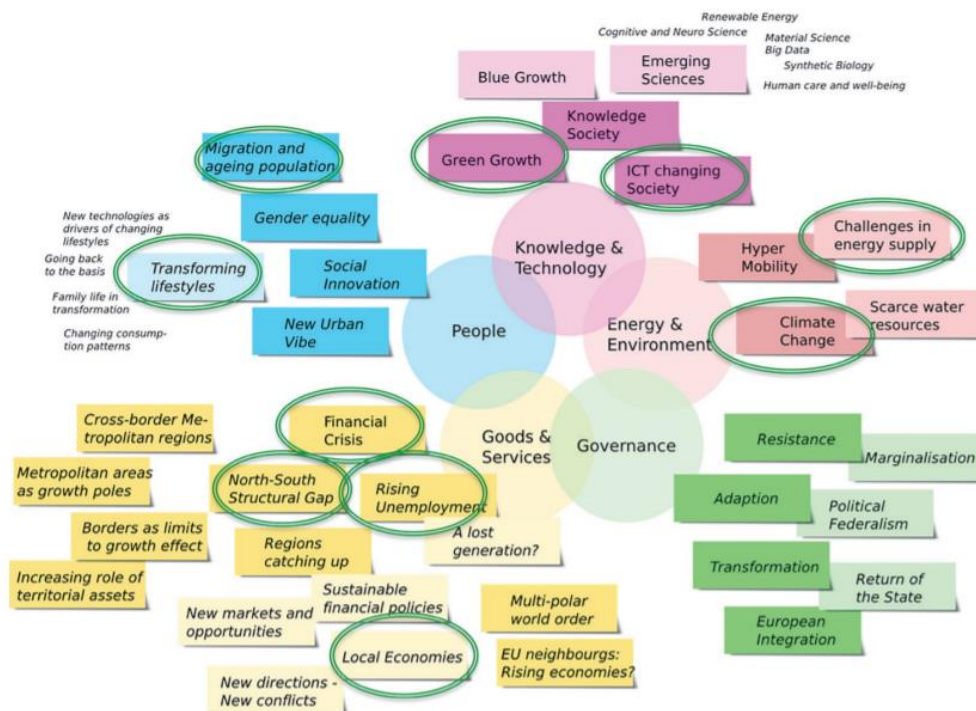 Renewable Energy
Cognitive and Neuro Science
Material Science
Big Data
Synthetic Biology
Human care and well-being
Blue Growth
Emerging
Sciences
Knowledge
Society
Green Growth
ICT changing
Society
Migration and
ageing population
Gender equality
New technologies as
drivers of changing
lifestyles
Going back
to the basis
Family life in
transformation
Changing consump-
tion patterns
Transforming
lifestyles
Social
Innovation
New Urban
Vibe
Knowledge &
Technology
People
Energy &
Environment
Goods &
Services
Governance
Hyper
Mobility
Challenges in
energy supply
Climate
Change
Scarce water
resources
Cross-border Me-
tropolitan regions
Financial
Crisis
Metropolitan areas
as growth poles
North-South
Structural Gap
Rising
Unemployment
Borders as limits
to growth effect
Regions
catching up
A lost
generation?
Increasing role of
territorial assets
New markets and
opportunities
Sustainable
financial policies
Local Economies
New directions -
New conflicts
Multi-polar
world order
EU neighbourgs:
Rising economies?
Resistance
Marginalisation
Adaption
Political
Federalism
Transformation
Return of
the State
European
Integration